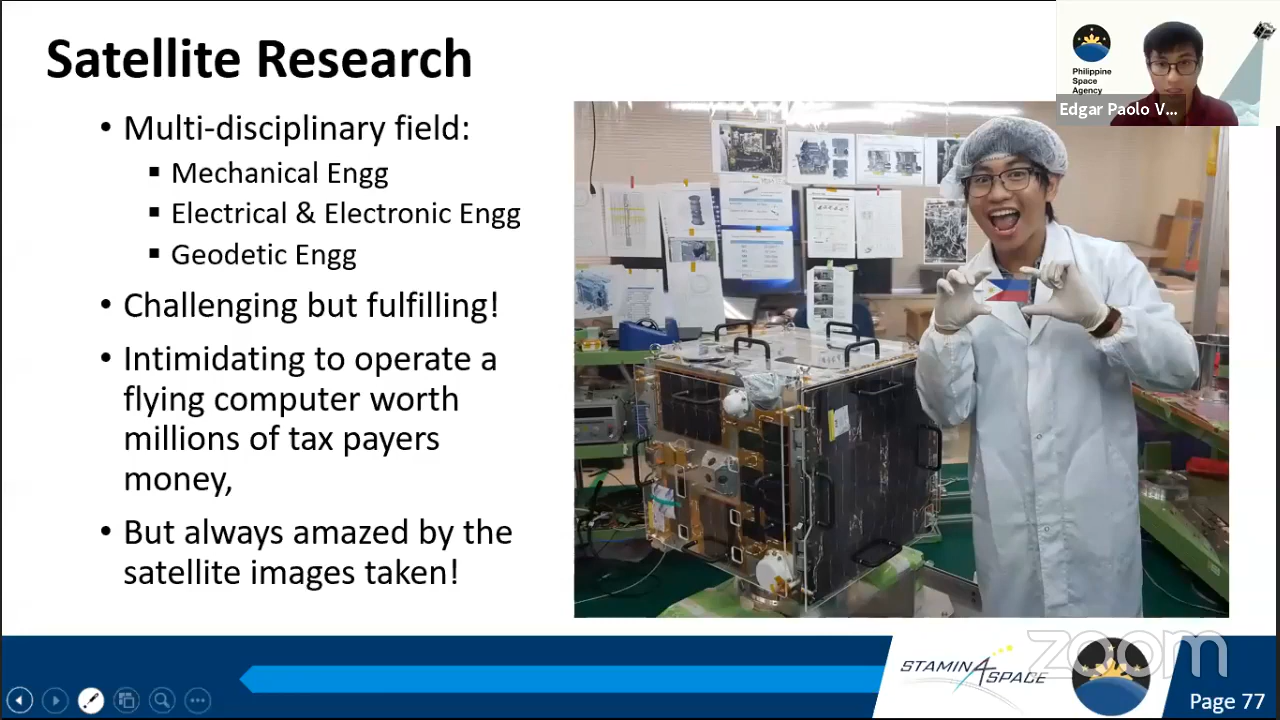 Satellite Research
• Multi-disciplinary field:
▪ Mechanical Engg
▪ Electrical & Electronic Engg
▪ Geodetic Engg
• Challenging but fulfilling!
• Intimidating to operate a
flying computer worth
millions of tax payers
money,
• But always amazed by the
satellite images taken!
Philippine
Space
Agency
Edgar Paolo V...
STAMIN4SPACE
zoom
Page 77